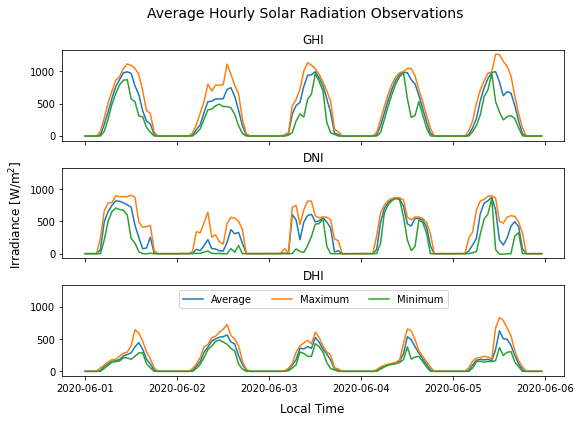 Average Hourly Solar Radiation Observations
GHI
1000
500
0
DNI
1000
500
0
Irradiance [W/m²]
DHI
Average Maximum Minimum
1000
500
0
2020-06-01 2020-06-02 2020-06-03 2020-06-04 2020-06-05 2020-06-06
Local Time